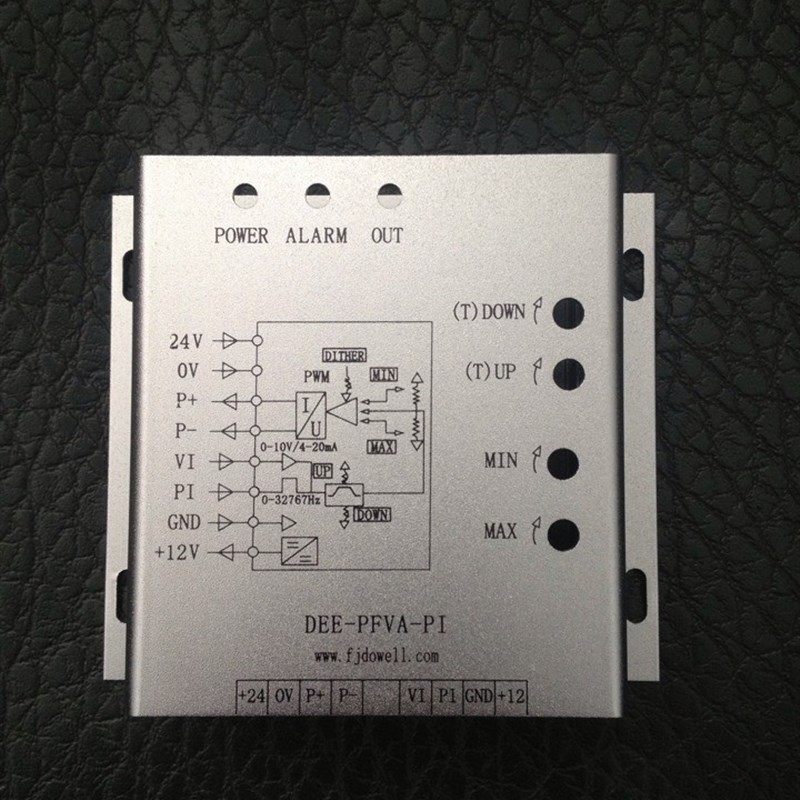 POWER ALARM OUT
(T)DOWN
(T)UP
MIN
MAX
24V
0V
P+
P-
VI
PI
GND
+12V
DITHER
PWM
MIN
I/U
MAX
0-10V/4-20mA
UP
0-32767Hz
DOWN
DEE-PFVA-PI
www.fjdowell.com
+24 0V P+ P- VI PI GND +12